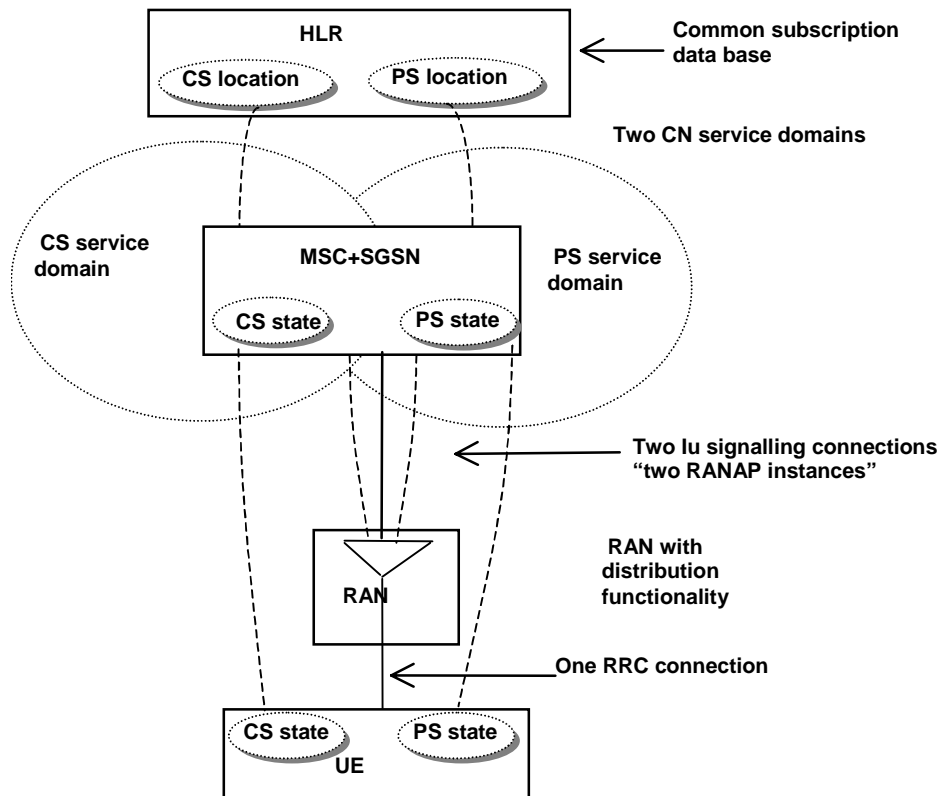 HLR
Common subscription
data base
CS location
PS location
Two CN service domains
CS service
domain
MSC+SGSN
PS service
domain
CS state
PS state
Two Iu signalling connections
“two RANAP instances”
RAN with
distribution
functionality
RAN
One RRC connection
CS state
PS state
UE